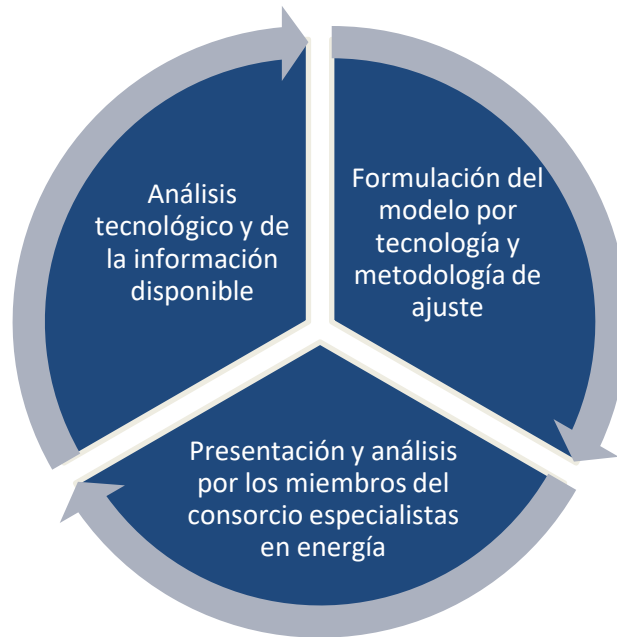 Análisis
tecnológico y de
la información
disponible
Formulación del
modelo por
tecnología y
metodología de
ajuste
Presentación y análisis
por los miembros del
consorcio especialistas
en energía